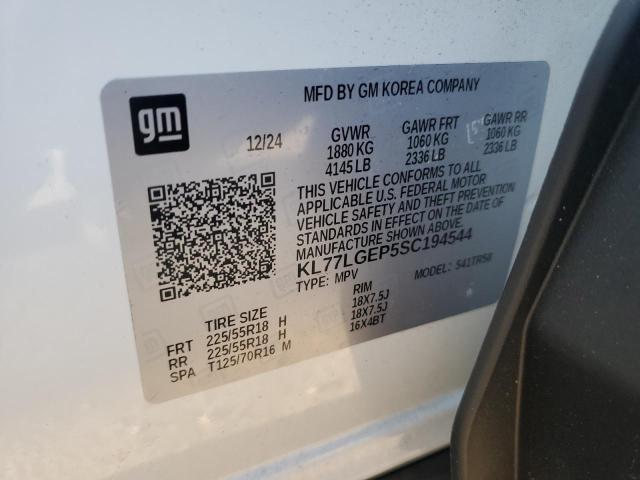 MFD BY GM KOREA COMPANY
gm
12/24 GVWR GAWR FRT GAWR RR
1880 KG 1060 KG 1060 KG
4145 LB 2336 LB 2336 LB
THIS VEHICLE CONFORMS TO ALL
APPLICABLE U.S. FEDERAL MOTOR
VEHICLE SAFETY AND THEFT PREVENTION
STANDARDS IN EFFECT ON THE DATE OF
MANUFACTURE SHOWN ABOVE.
KL77LGEP5SC194544
TYPE: MPV MODEL: 541TR58
TIRE SIZE RIM
FRT 225/55R18 H 18X7.5J
RR 225/55R18 H 18X7.5J
SPA T125/70R16 M 16X4BT